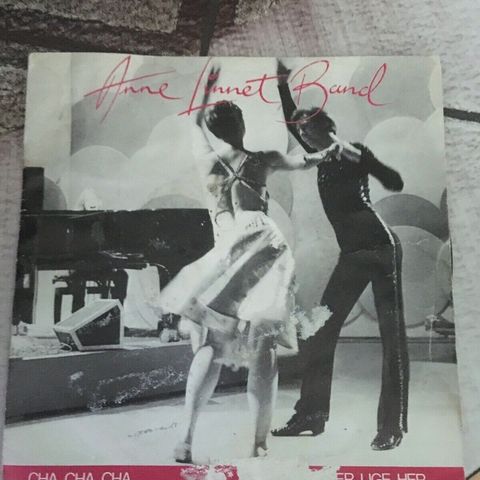 Anne Linnet Band
CHA CHA CHA ER LIGE HER